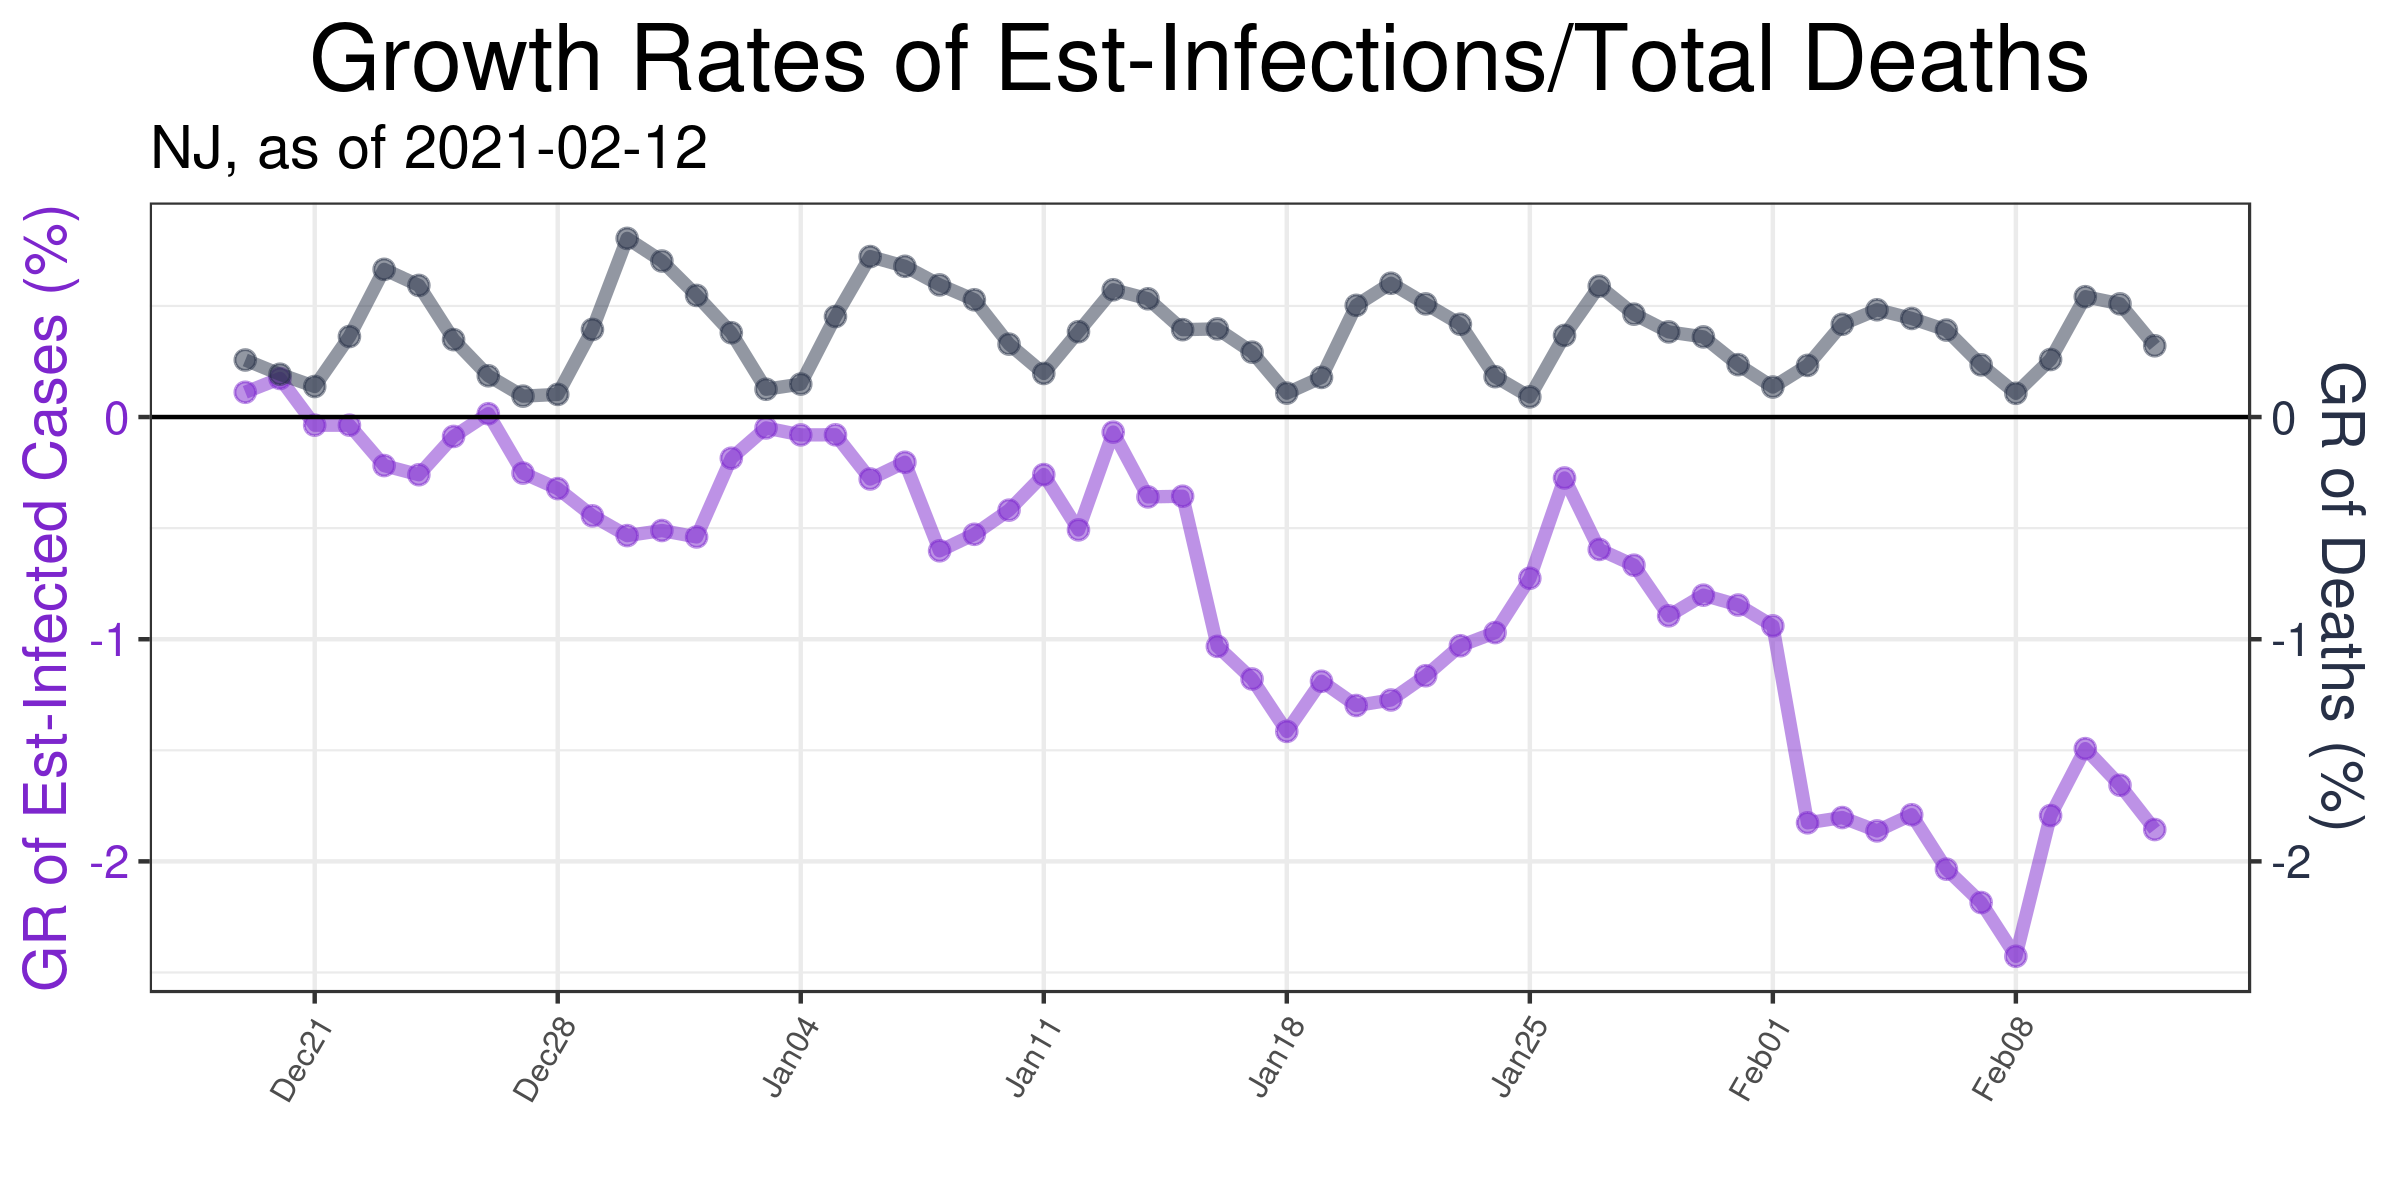 Growth Rates of Est-Infections/Total Deaths
NJ, as of 2021-02-12
GR of Est-Infected Cases (%)
0
-1
-2
GR of Deaths (%)
0
-1
-2
Dec21
Dec28
Jan04
Jan11
Jan18
Jan25
Feb01
Feb08